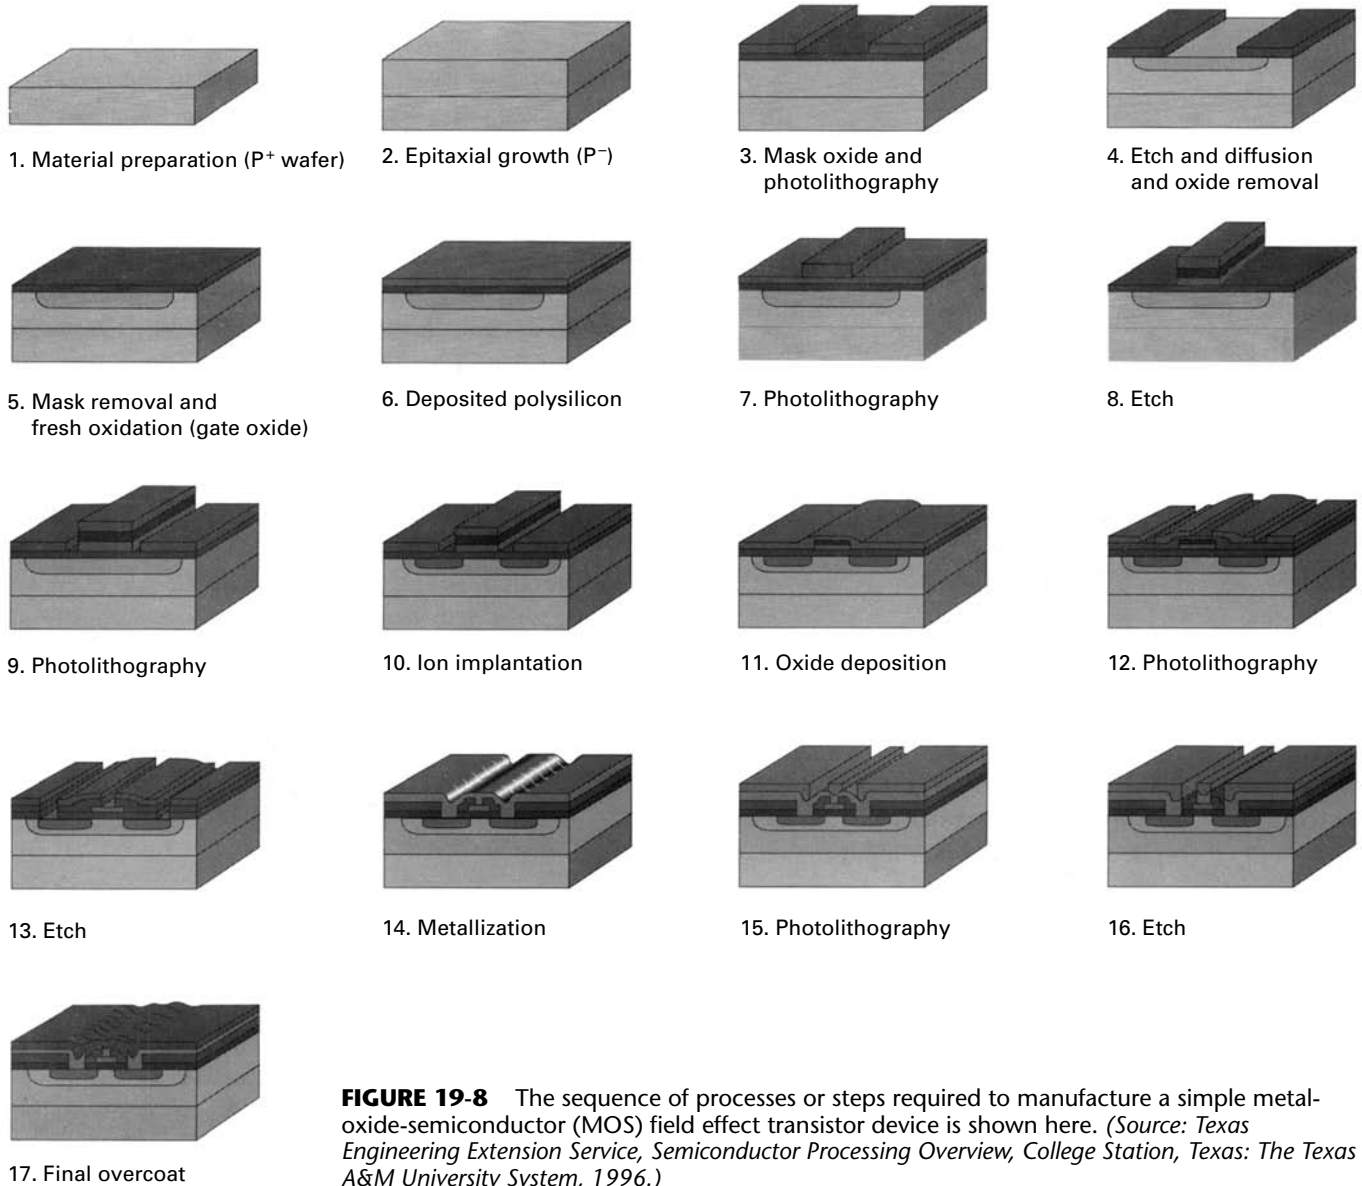 1. Material preparation (P⁺ wafer)
2. Epitaxial growth (P⁻)
3. Mask oxide and
photolithography
4. Etch and diffusion
and oxide removal
5. Mask removal and
fresh oxidation (gate oxide)
6. Deposited polysilicon
7. Photolithography
8. Etch
9. Photolithography
10. Ion implantation
11. Oxide deposition
12. Photolithography
13. Etch
14. Metallization
15. Photolithography
16. Etch
17. Final overcoat
FIGURE 19-8 The sequence of processes or steps required to manufacture a simple metal-
oxide-semiconductor (MOS) field effect transistor device is shown here. (Source: Texas
Engineering Extension Service, Semiconductor Processing Overview, College Station, Texas: The Texas
A&M University System, 1996.)